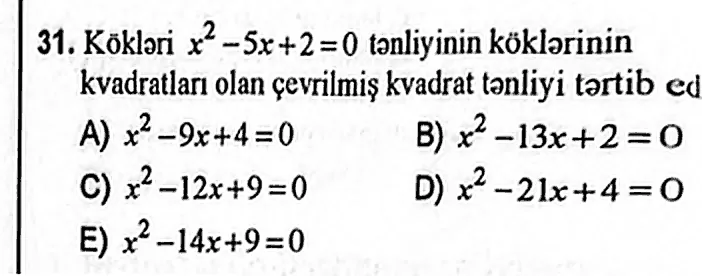 31. Kökləri x² – 5x + 2 = 0 tənliyinin köklərinin
kvadratları olan çevrilmiş kvadrat tənliyi tərtib ed
A) x² – 9x + 4 = 0 B) x² – 13x + 2 = 0
C) x² – 12x + 9 = 0 D) x² – 21x + 4 = 0
E) x² – 14x + 9 = 0